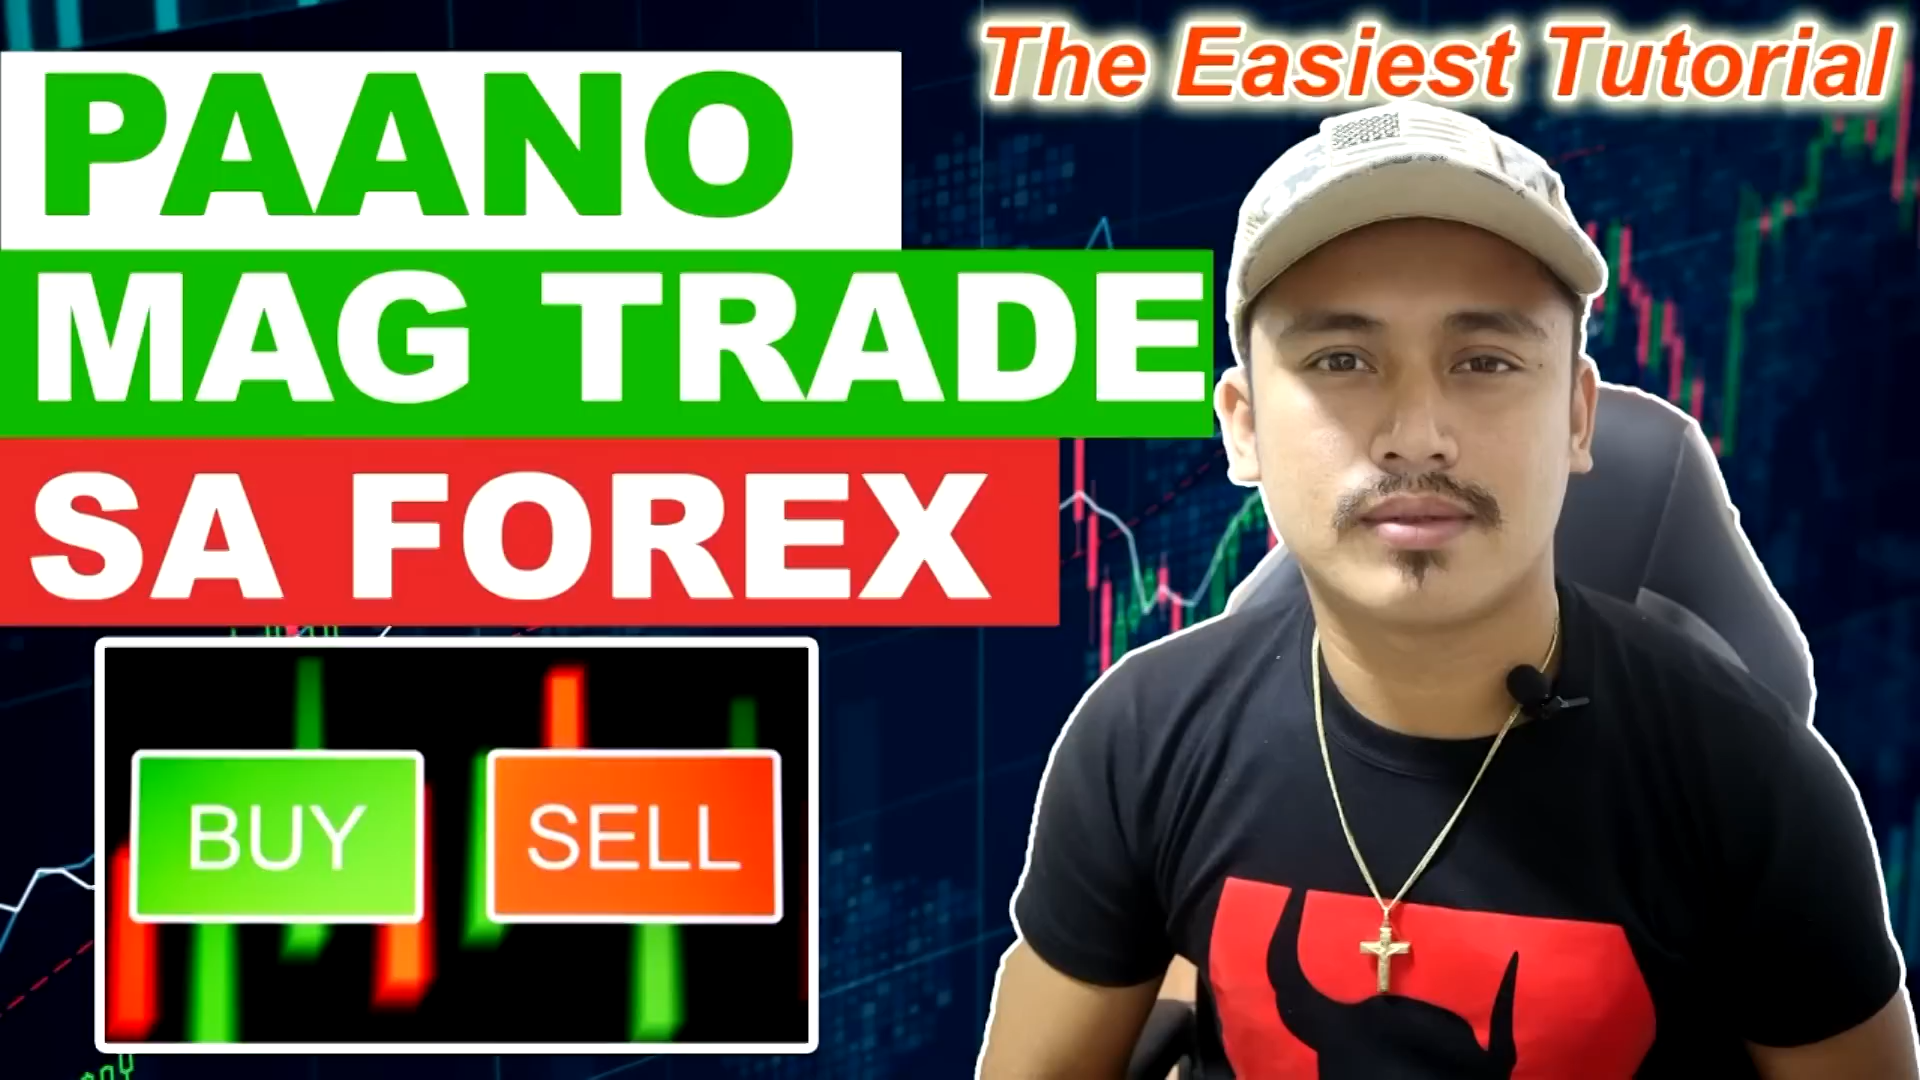 The Easiest Tutorial
PAANO
MAG TRADE
SA FOREX
BUY
SELL